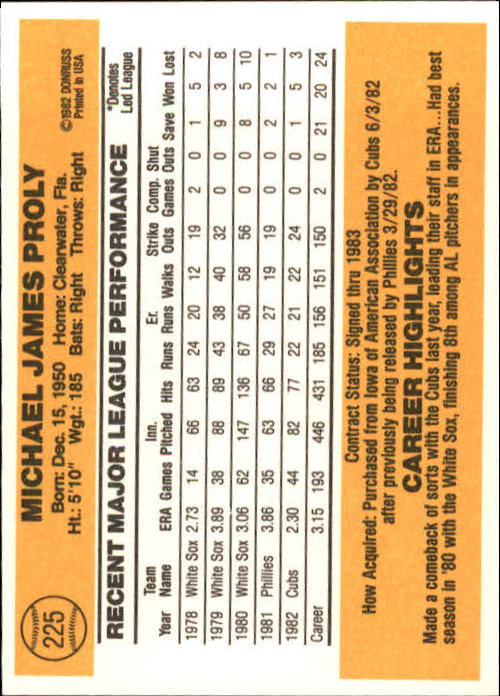 225
MICHAEL JAMES PROLY
Born: Dec. 15, 1950 Home: Clearwater, Fla.
Ht.: 5'10" Wgt.: 185 Bats: Right Throws: Right
©1982 DONRUSS
Printed in USA
RECENT MAJOR LEAGUE PERFORMANCE
*Denotes
Led League
Team Inn. Er. Strike Comp. Shut
Year Name ERA Games Pitched Hits Runs Runs Walks Outs Games Outs Save Won Lost
1978 White Sox 2.73 14 66 63 24 20 12 19 2 0 1 5 2
1979 White Sox 3.89 38 88 89 43 38 40 32 0 0 9 3 8
1980 White Sox 3.06 62 147 136 67 50 58 56 0 0 8 5 10
1981 Phillies 3.86 35 63 66 29 27 19 19 0 0 2 2 1
1982 Cubs 2.30 44 82 77 22 21 22 24 0 0 1 5 3
Career 3.15 193 446 431 185 156 151 150 2 0 21 20 24
Contract Status: Signed thru 1983
How Acquired: Purchased from Iowa of American Association by Cubs 6/3/82
after previously being released by Phillies 3/29/82.
CAREER HIGHLIGHTS
Made a comeback of sorts with the Cubs last year, leading their staff in ERA...Had best
season in '80 with the White Sox, finishing 8th among AL pitchers in appearances.